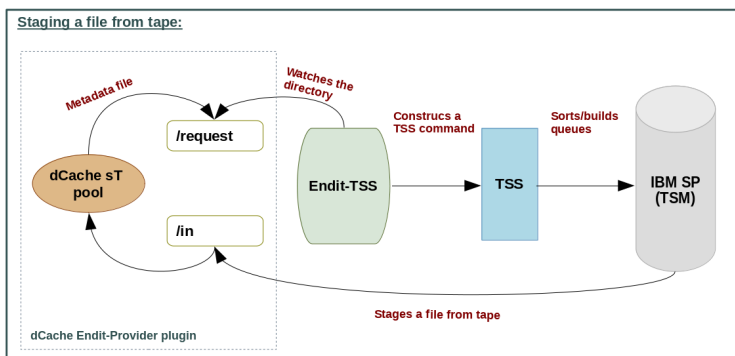 Staging a file from tape:
Metadata file
Watches the
directory
/request
Construcs a
TSS command
Sorts/builds
queues
dCache sT
pool
Endit-TSS
TSS
IBM SP
(TSM)
/in
Stages a file from tape
dCache Endit-Provider plugin